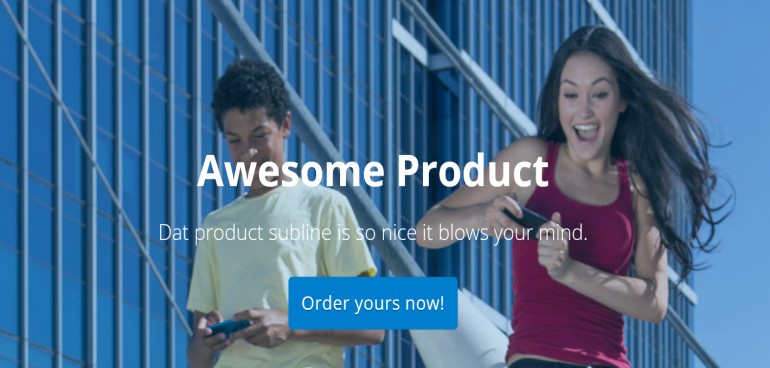 Awesome Product
Dat product subline is so nice it blows your mind.
Order yours now!